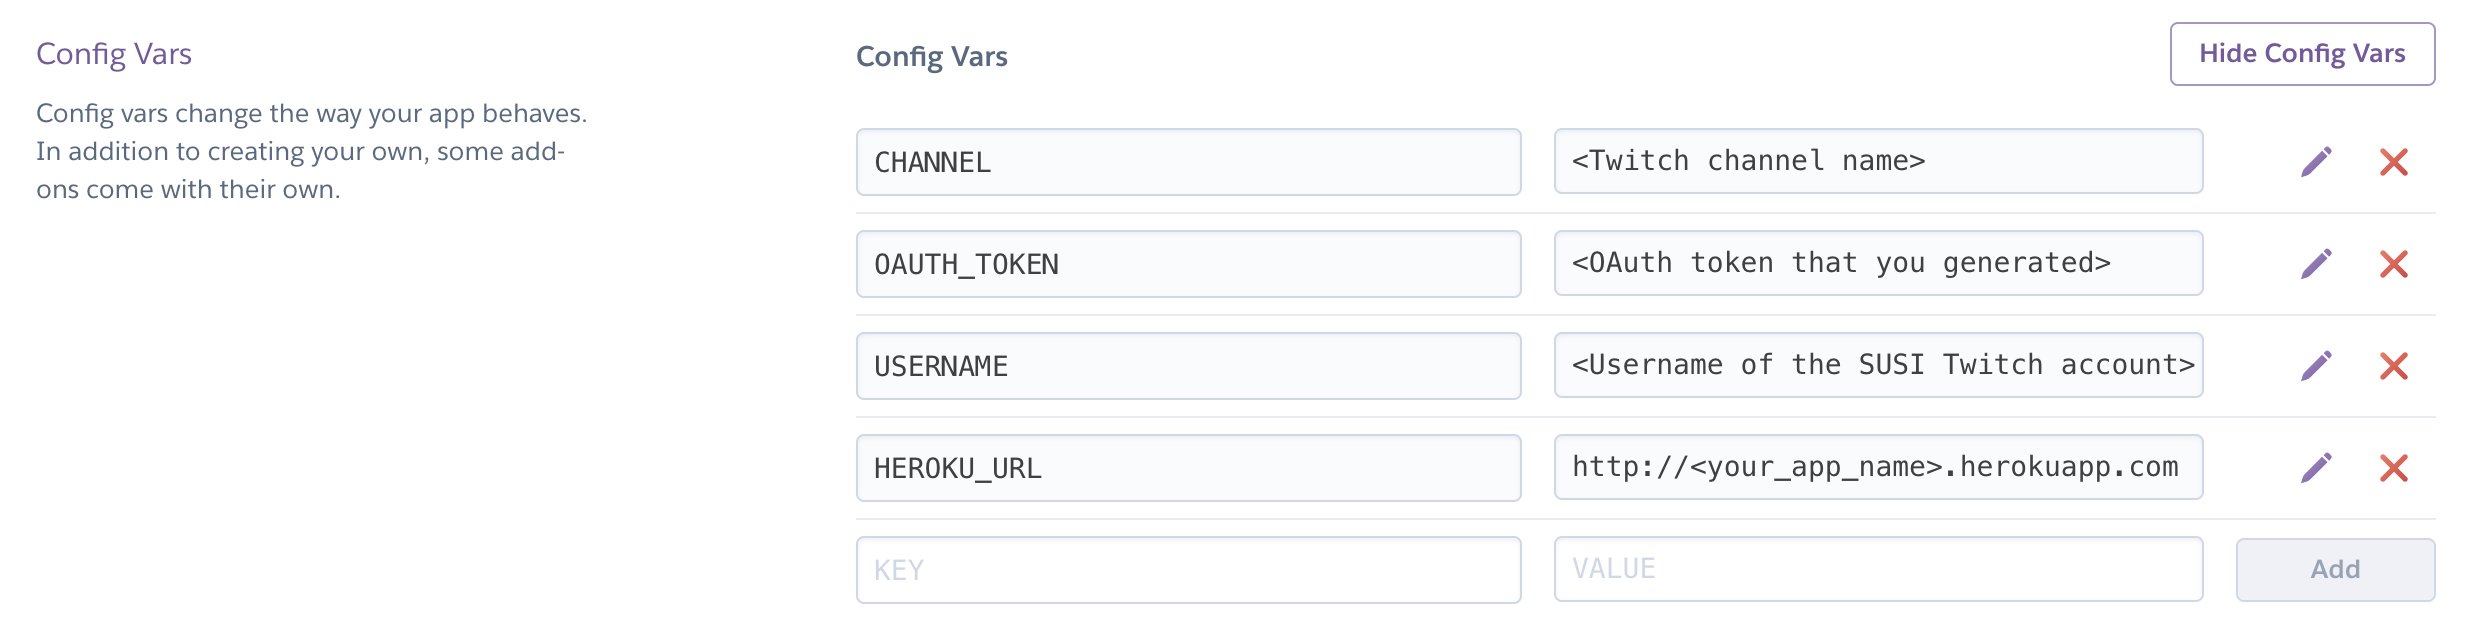 Config Vars
Config vars change the way your app behaves.
In addition to creating your own, some add-
ons come with their own.
Config Vars
Hide Config Vars
CHANNEL <Twitch channel name>
OAUTH_TOKEN <OAuth token that you generated>
USERNAME <Username of the SUSI Twitch account>
HEROKU_URL http://<your_app_name>.herokuapp.com
KEY VALUE Add